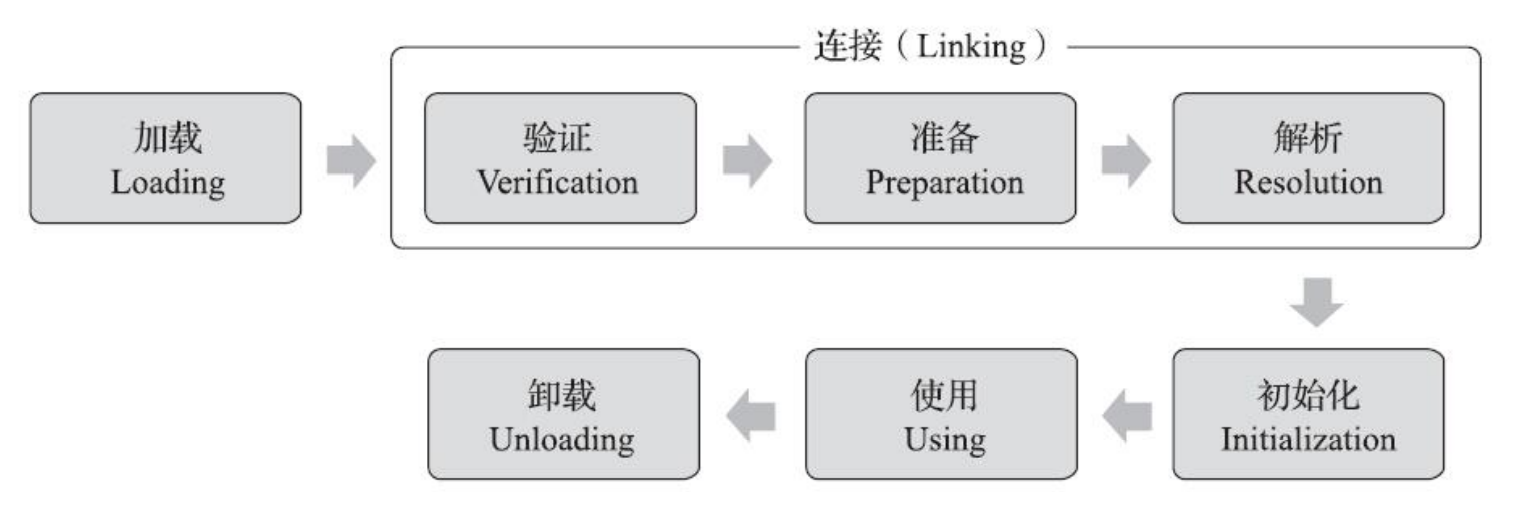 连接（Linking）
加载
Loading
验证
Verification
准备
Preparation
解析
Resolution
初始化
Initialization
使用
Using
卸载
Unloading